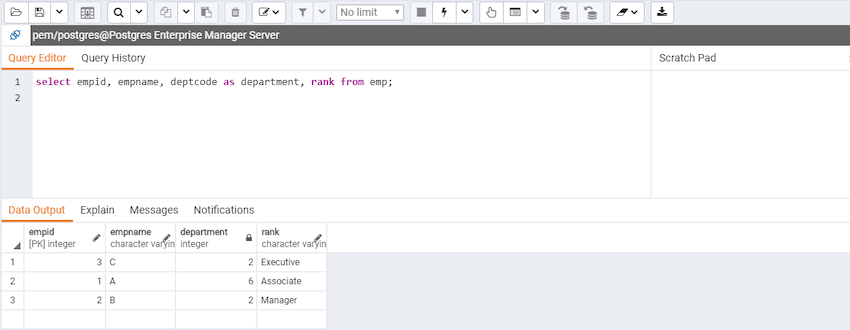 No limit
pem/postgres@Postgres Enterprise Manager Server
Query Editor Query History Scratch Pad
1 select empid, empname, deptcode as department, rank from emp;
2
Data Output Explain Messages Notifications
empid empname department rank
[PK] integer character varyin integer character varyin
1 3 C 2 Executive
2 1 A 6 Associate
3 2 B 2 Manager